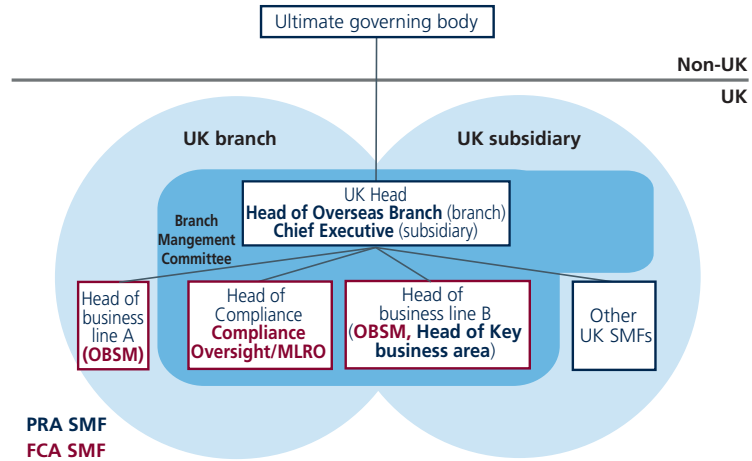 Ultimate governing body
Non-UK
UK
UK branch
UK subsidiary
UK Head
Head of Overseas Branch (branch)
Chief Executive (subsidiary)
Branch
Mangement
Committee
Head of
business
line A
(OBSM)
Head of
Compliance
Compliance
Oversight/MLRO
Head of
business line B
(OBSM, Head of Key
business area)
Other
UK SMFs
PRA SMF
FCA SMF